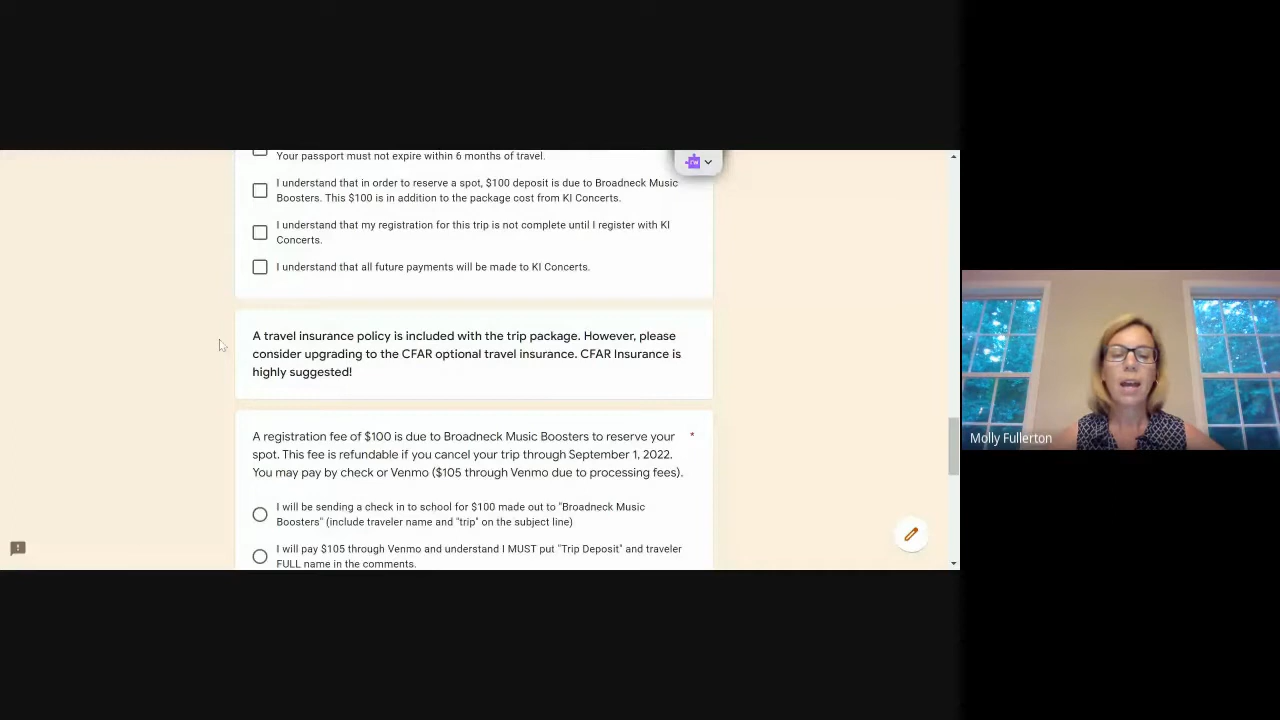 Your passport must not expire within 6 months of travel.
I understand that in order to reserve a spot, $100 deposit is due to Broadneck Music
Boosters. This $100 is in addition to the package cost from KI Concerts.
I understand that my registration for this trip is not complete until I register with KI
Concerts.
I understand that all future payments will be made to KI Concerts.
A travel insurance policy is included with the trip package. However, please
consider upgrading to the CFAR optional travel insurance. CFAR Insurance is
highly suggested!
A registration fee of $100 is due to Broadneck Music Boosters to reserve your *
spot. This fee is refundable if you cancel your trip through September 1, 2022.
You may pay by check or Venmo ($105 through Venmo due to processing fees).
I will be sending a check in to school for $100 made out to "Broadneck Music
Boosters" (include traveler name and "trip" on the subject line)
I will pay $105 through Venmo and understand I MUST put "Trip Deposit" and traveler
FULL name in the comments.
Molly Fullerton